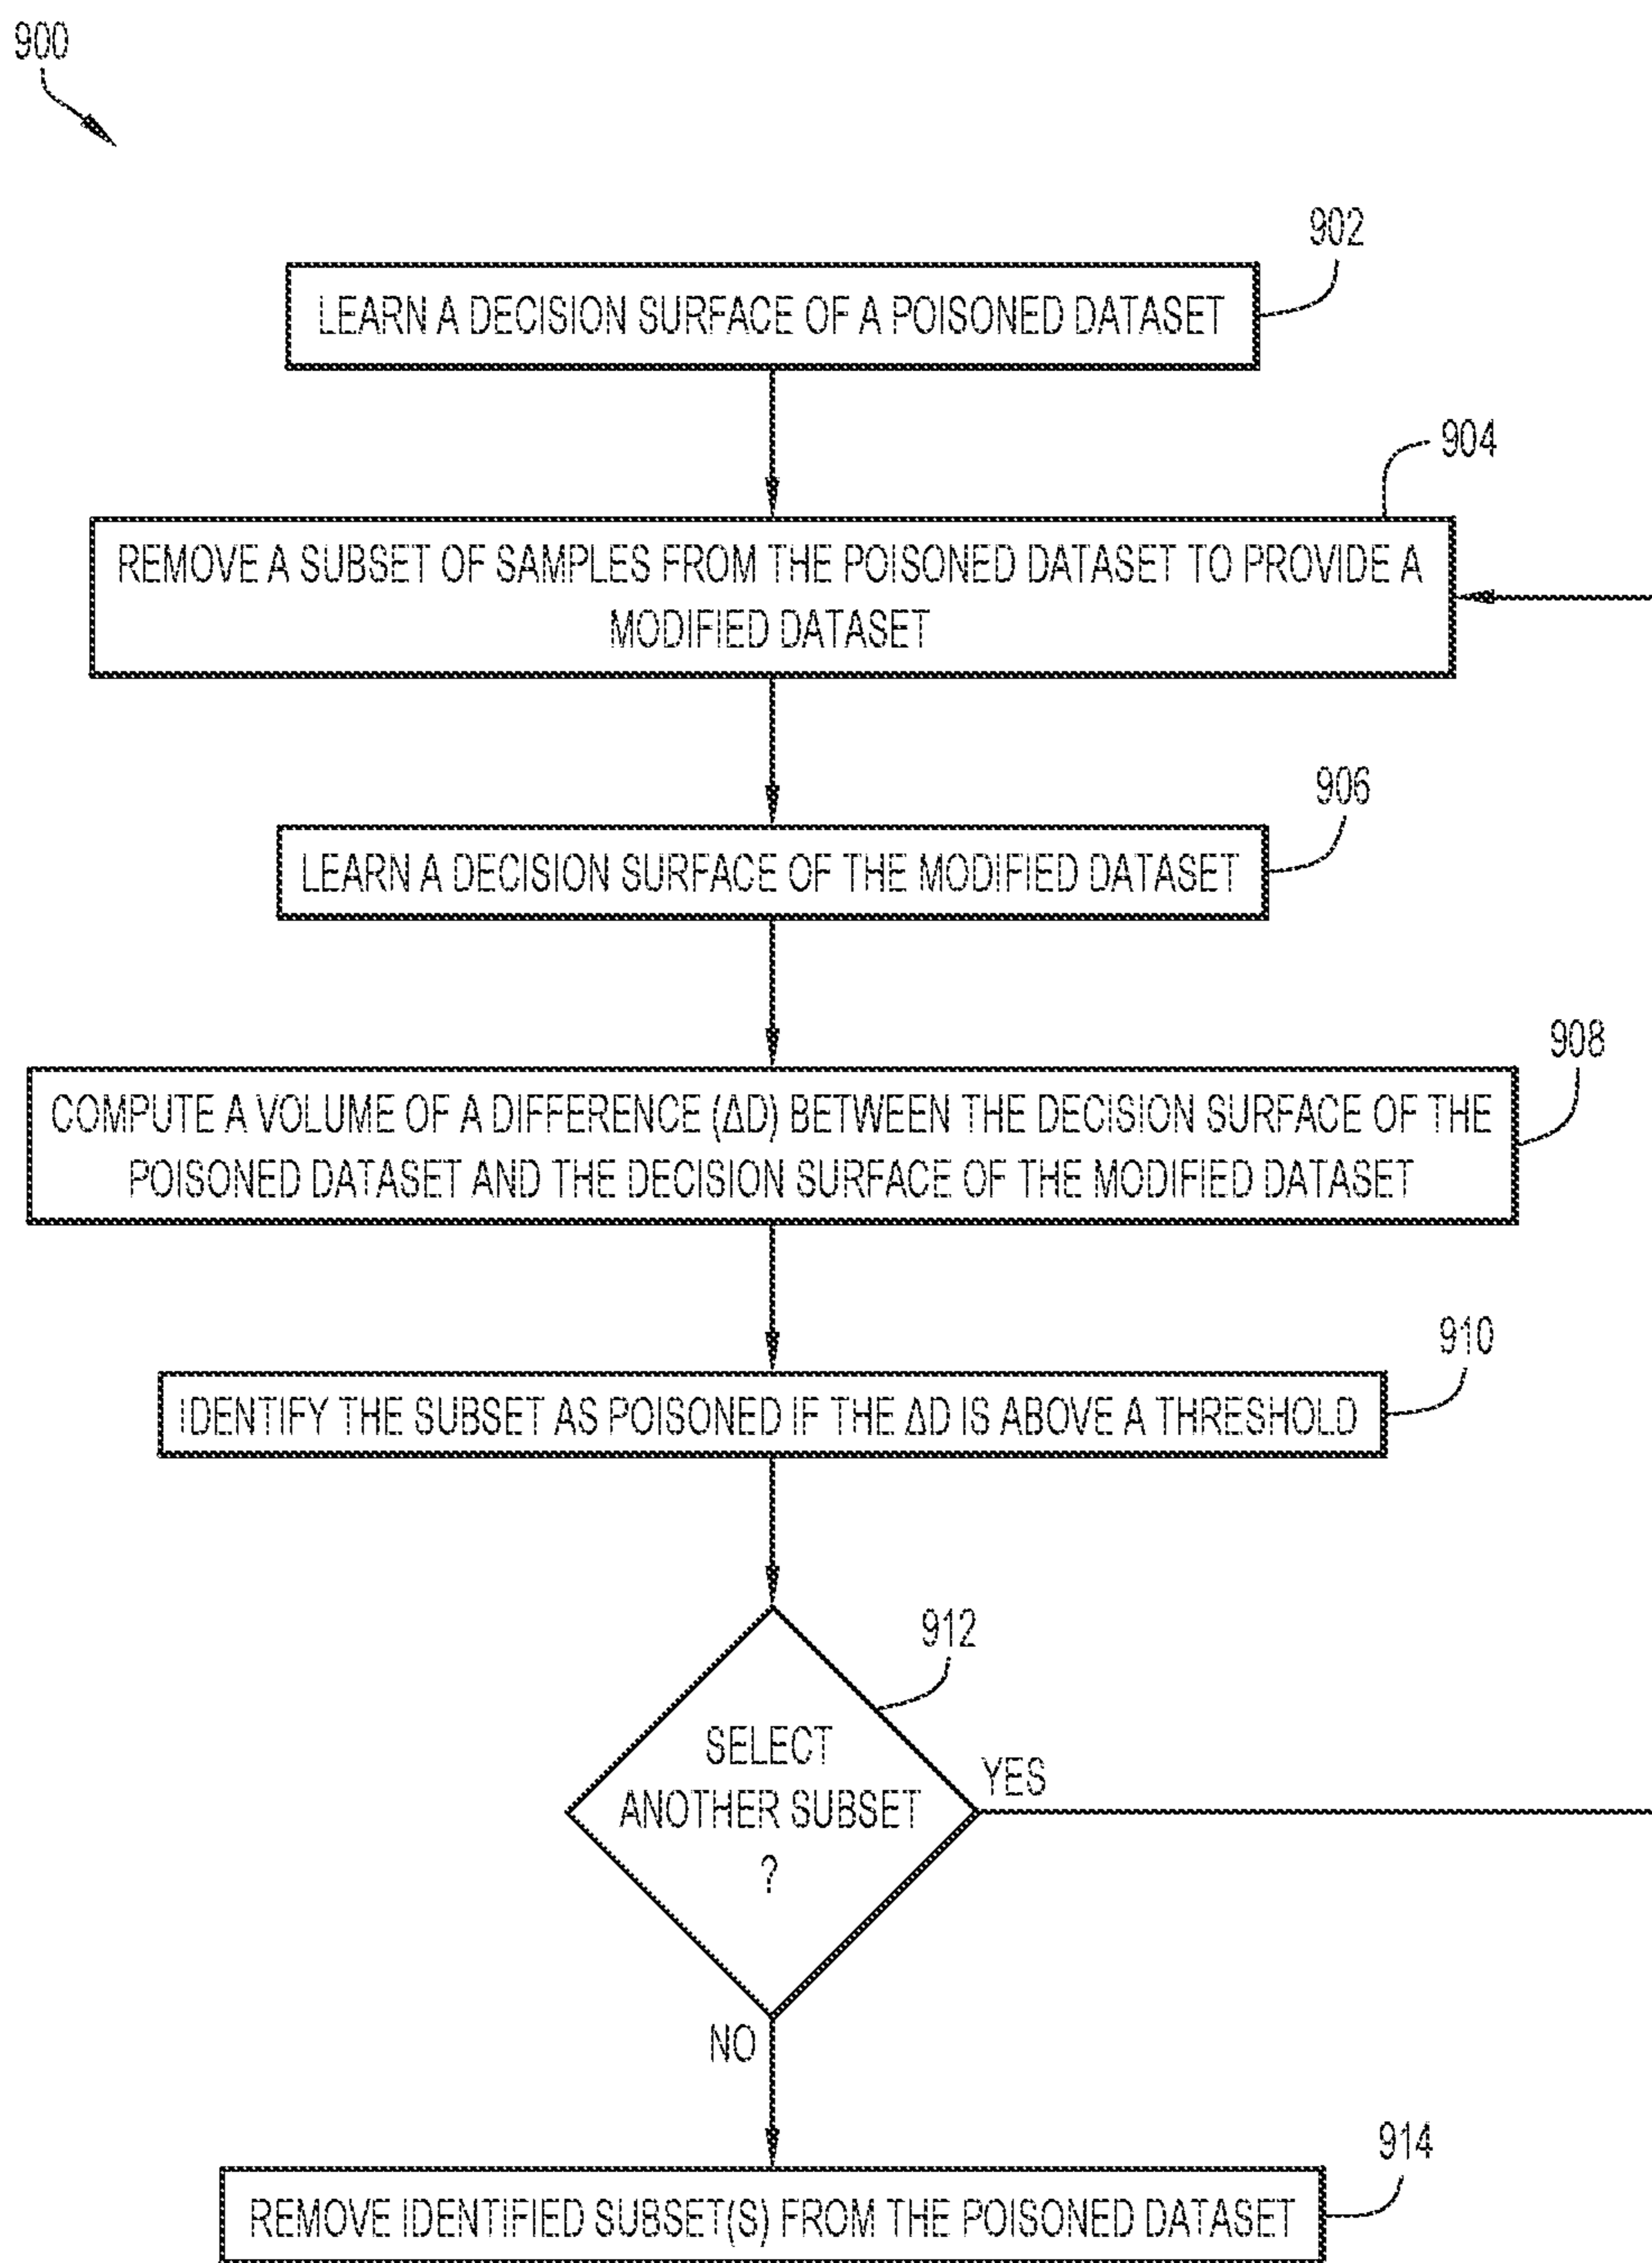 900
902
LEARN A DECISION SURFACE OF A POISONED DATASET
904
REMOVE A SUBSET OF SAMPLES FROM THE POISONED DATASET TO PROVIDE A
MODIFIED DATASET
906
LEARN A DECISION SURFACE OF THE MODIFIED DATASET
908
COMPUTE A VOLUME OF A DIFFERENCE (ΔD) BETWEEN THE DECISION SURFACE OF THE
POISONED DATASET AND THE DECISION SURFACE OF THE MODIFIED DATASET
910
IDENTIFY THE SUBSET AS POISONED IF THE ΔD IS ABOVE A THRESHOLD
912
SELECT
ANOTHER SUBSET
?
YES
NO
914
REMOVE IDENTIFIED SUBSET(S) FROM THE POISONED DATASET